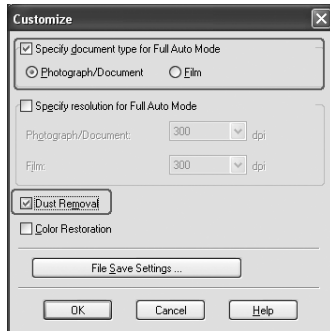 Customize
Specify document type for Full Auto Mode
Photograph/Document Film
Specify resolution for Full Auto Mode
Photograph/Document: 300 dpi
Film: 300 dpi
Dust Removal
Color Restoration
File Save Settings ...
OK Cancel Help